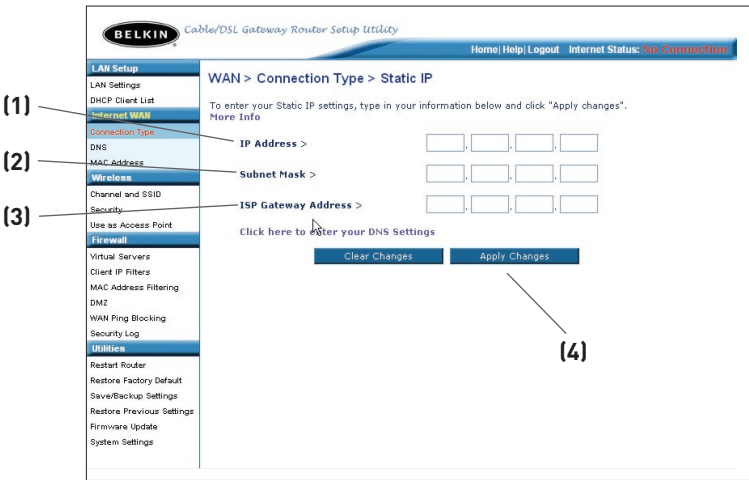 BELKIN
Cable/DSL Gateway Router Setup Utility
Home| Help| Logout Internet Status: No Connection
LAN Setup
LAN Settings
DHCP Client List
Internet WAN
Connection Type
DNS
MAC Address
Wireless
Channel and SSID
Security
Use as Access Point
Firewall
Virtual Servers
Client IP Filters
MAC Address Filtering
DMZ
WAN Ping Blocking
Security Log
Utilities
Restart Router
Restore Factory Default
Save/Backup Settings
Restore Previous Settings
Firmware Update
System Settings
WAN > Connection Type > Static IP
To enter your Static IP settings, type in your information below and click "Apply changes".
More Info
(1)
IP Address >
. . .
(2)
Subnet Mask >
. . .
(3)
ISP Gateway Address >
. . .
Click here to enter your DNS Settings
Clear Changes
Apply Changes
(4)